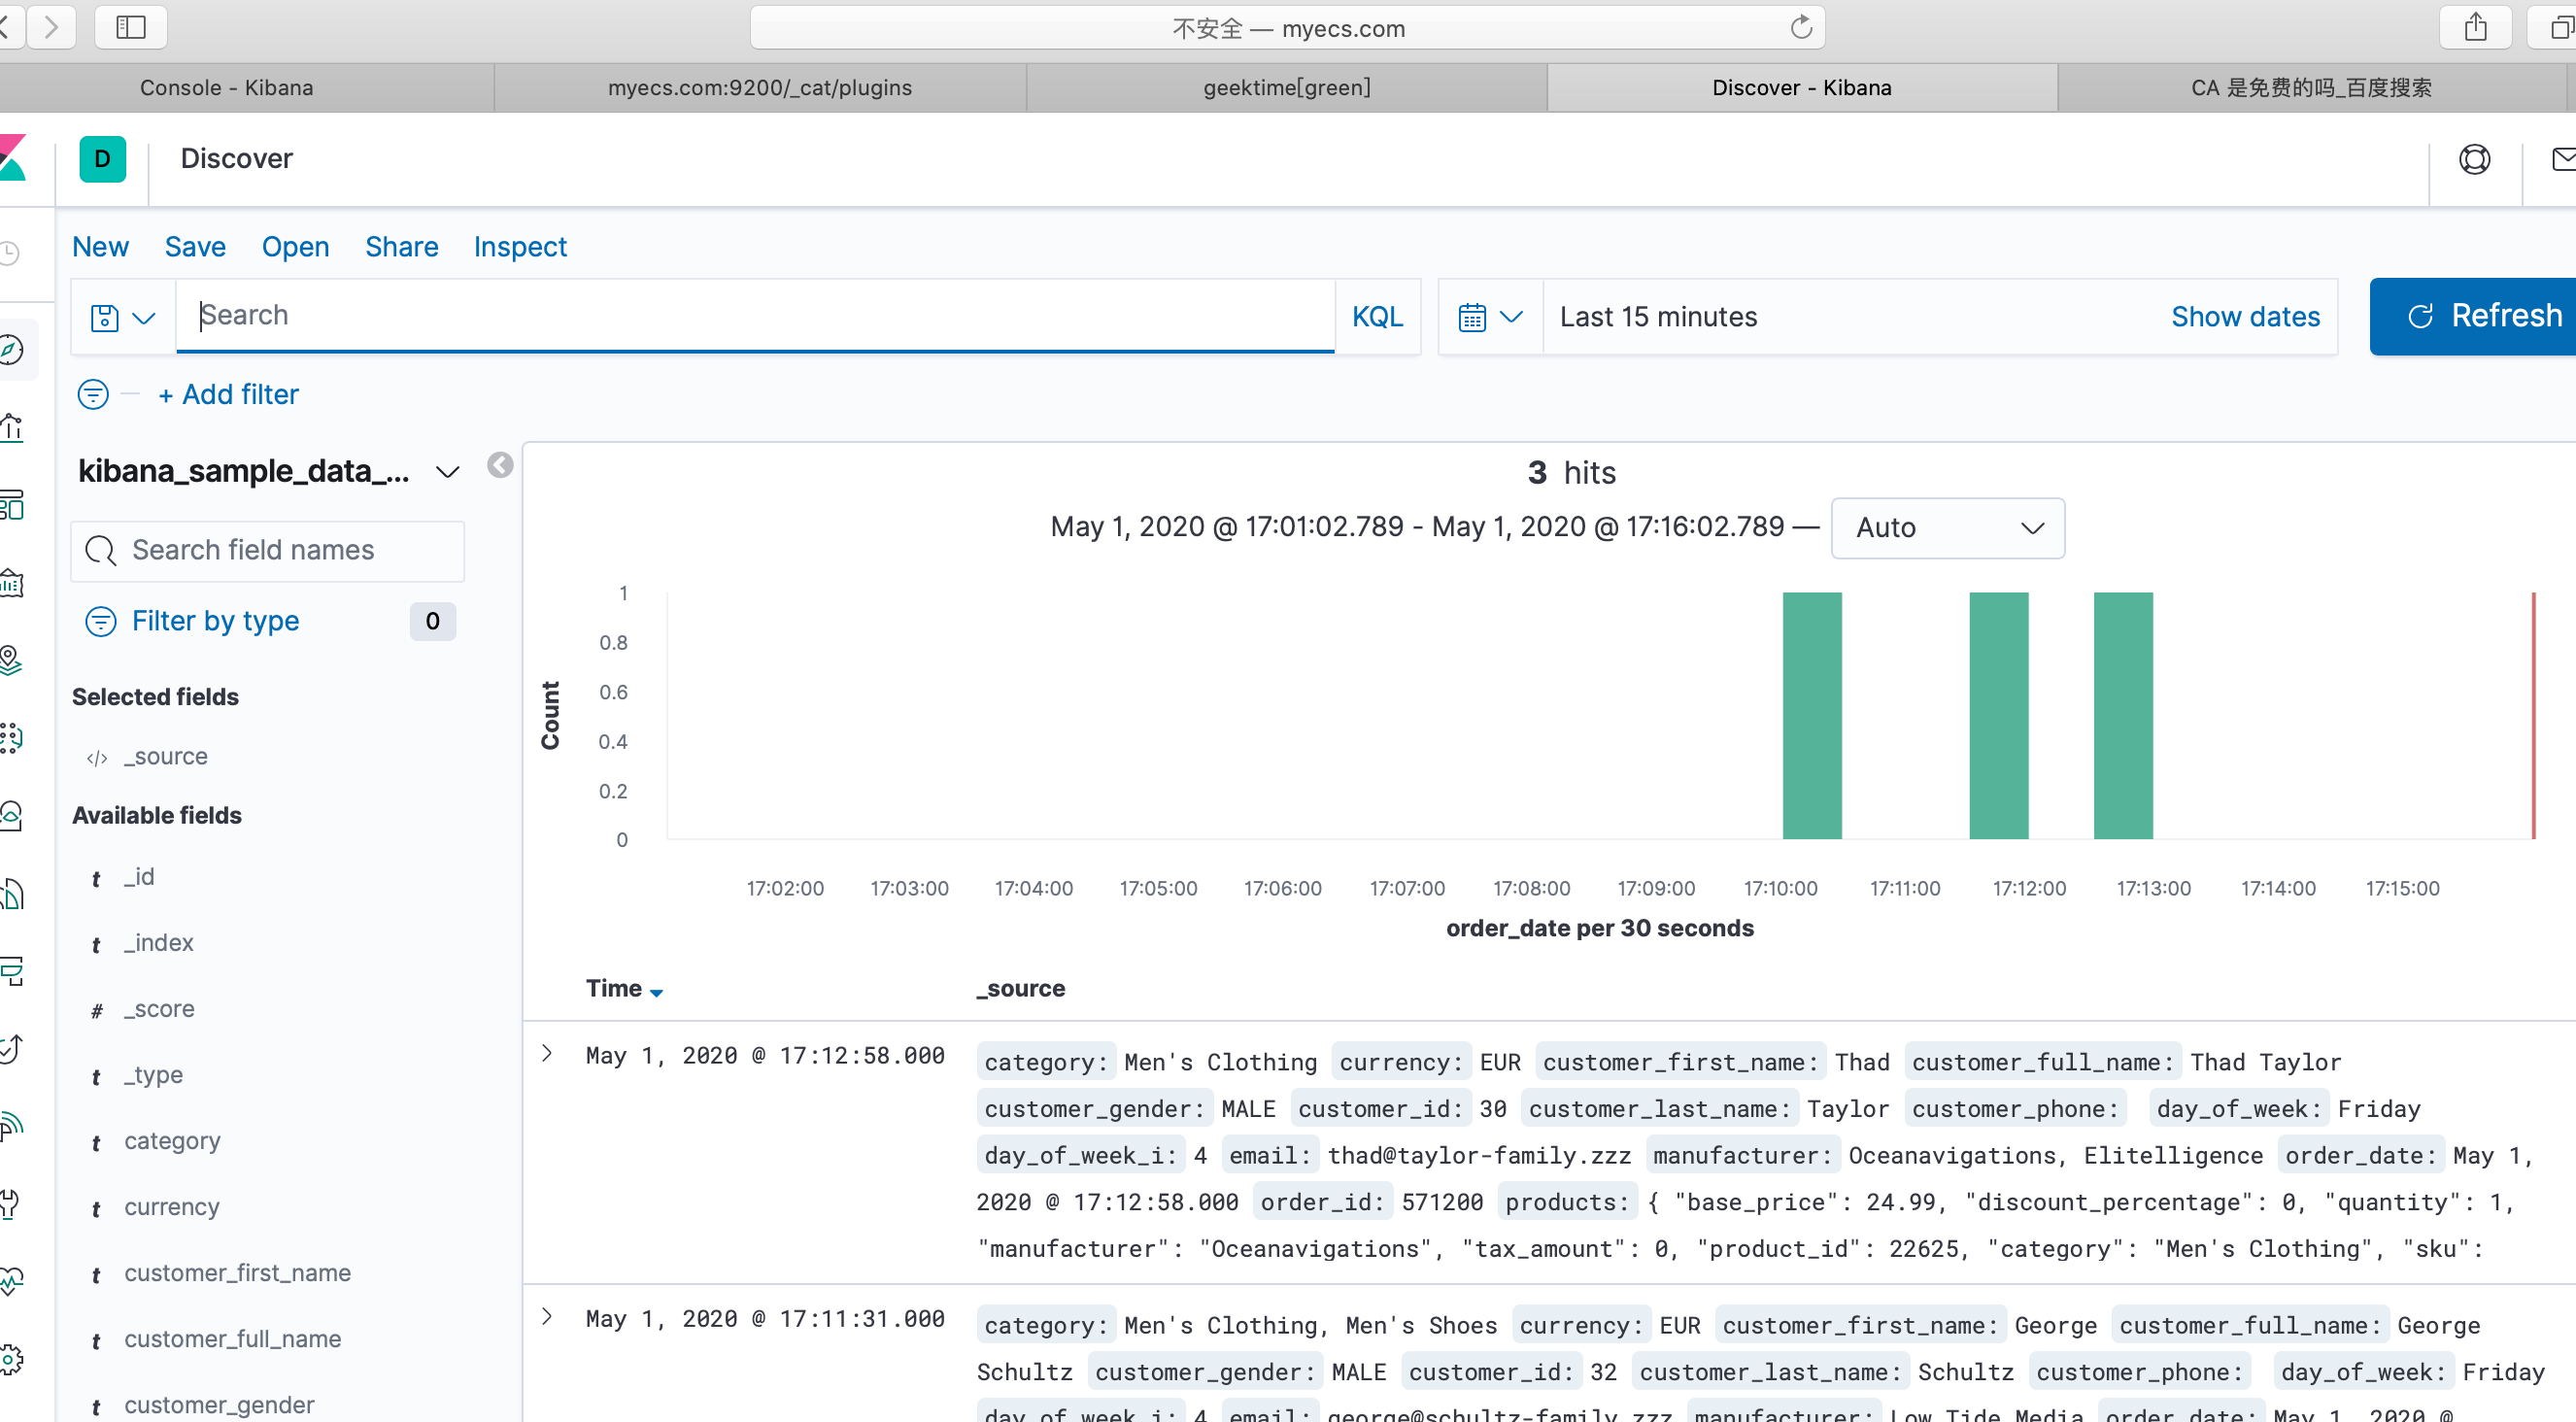 不安全 — myecs.com
Console - Kibana
myecs.com:9200/_cat/plugins
geektime[green]
Discover - Kibana
CA 是免费的吗_百度搜索
D
Discover
New Save Open Share Inspect
Search
KQL
Last 15 minutes
Show dates
Refresh
+ Add filter
kibana_sample_data_...
Search field names
Filter by type 0
Selected fields
</> _source
Available fields
t _id
t _index
# _score
t _type
t category
t currency
t customer_first_name
t customer_full_name
t customer_gender
3 hits
May 1, 2020 @ 17:01:02.789 - May 1, 2020 @ 17:16:02.789 — Auto
Count
1
0.8
0.6
0.4
0.2
0
17:02:00 17:03:00 17:04:00 17:05:00 17:06:00 17:07:00 17:08:00 17:09:00 17:10:00 17:11:00 17:12:00 17:13:00 17:14:00 17:15:00
order_date per 30 seconds
Time _source
May 1, 2020 @ 17:12:58.000
category: Men's Clothing currency: EUR customer_first_name: Thad customer_full_name: Thad Taylor
customer_gender: MALE customer_id: 30 customer_last_name: Taylor customer_phone: day_of_week: Friday
day_of_week_i: 4 email: thad@taylor-family.zzz manufacturer: Oceanavigations, Elitelligence order_date: May 1,
2020 @ 17:12:58.000 order_id: 571200 products: { "base_price": 24.99, "discount_percentage": 0, "quantity": 1,
"manufacturer": "Oceanavigations", "tax_amount": 0, "product_id": 22625, "category": "Men's Clothing", "sku":
May 1, 2020 @ 17:11:31.000
category: Men's Clothing, Men's Shoes currency: EUR customer_first_name: George customer_full_name: George
Schultz customer_gender: MALE customer_id: 32 customer_last_name: Schultz customer_phone: day_of_week: Friday
day_of_week_i: 4 email: george@schultz-family.zzz manufacturer: Low Tide Media order_date: May 1, 2020 @